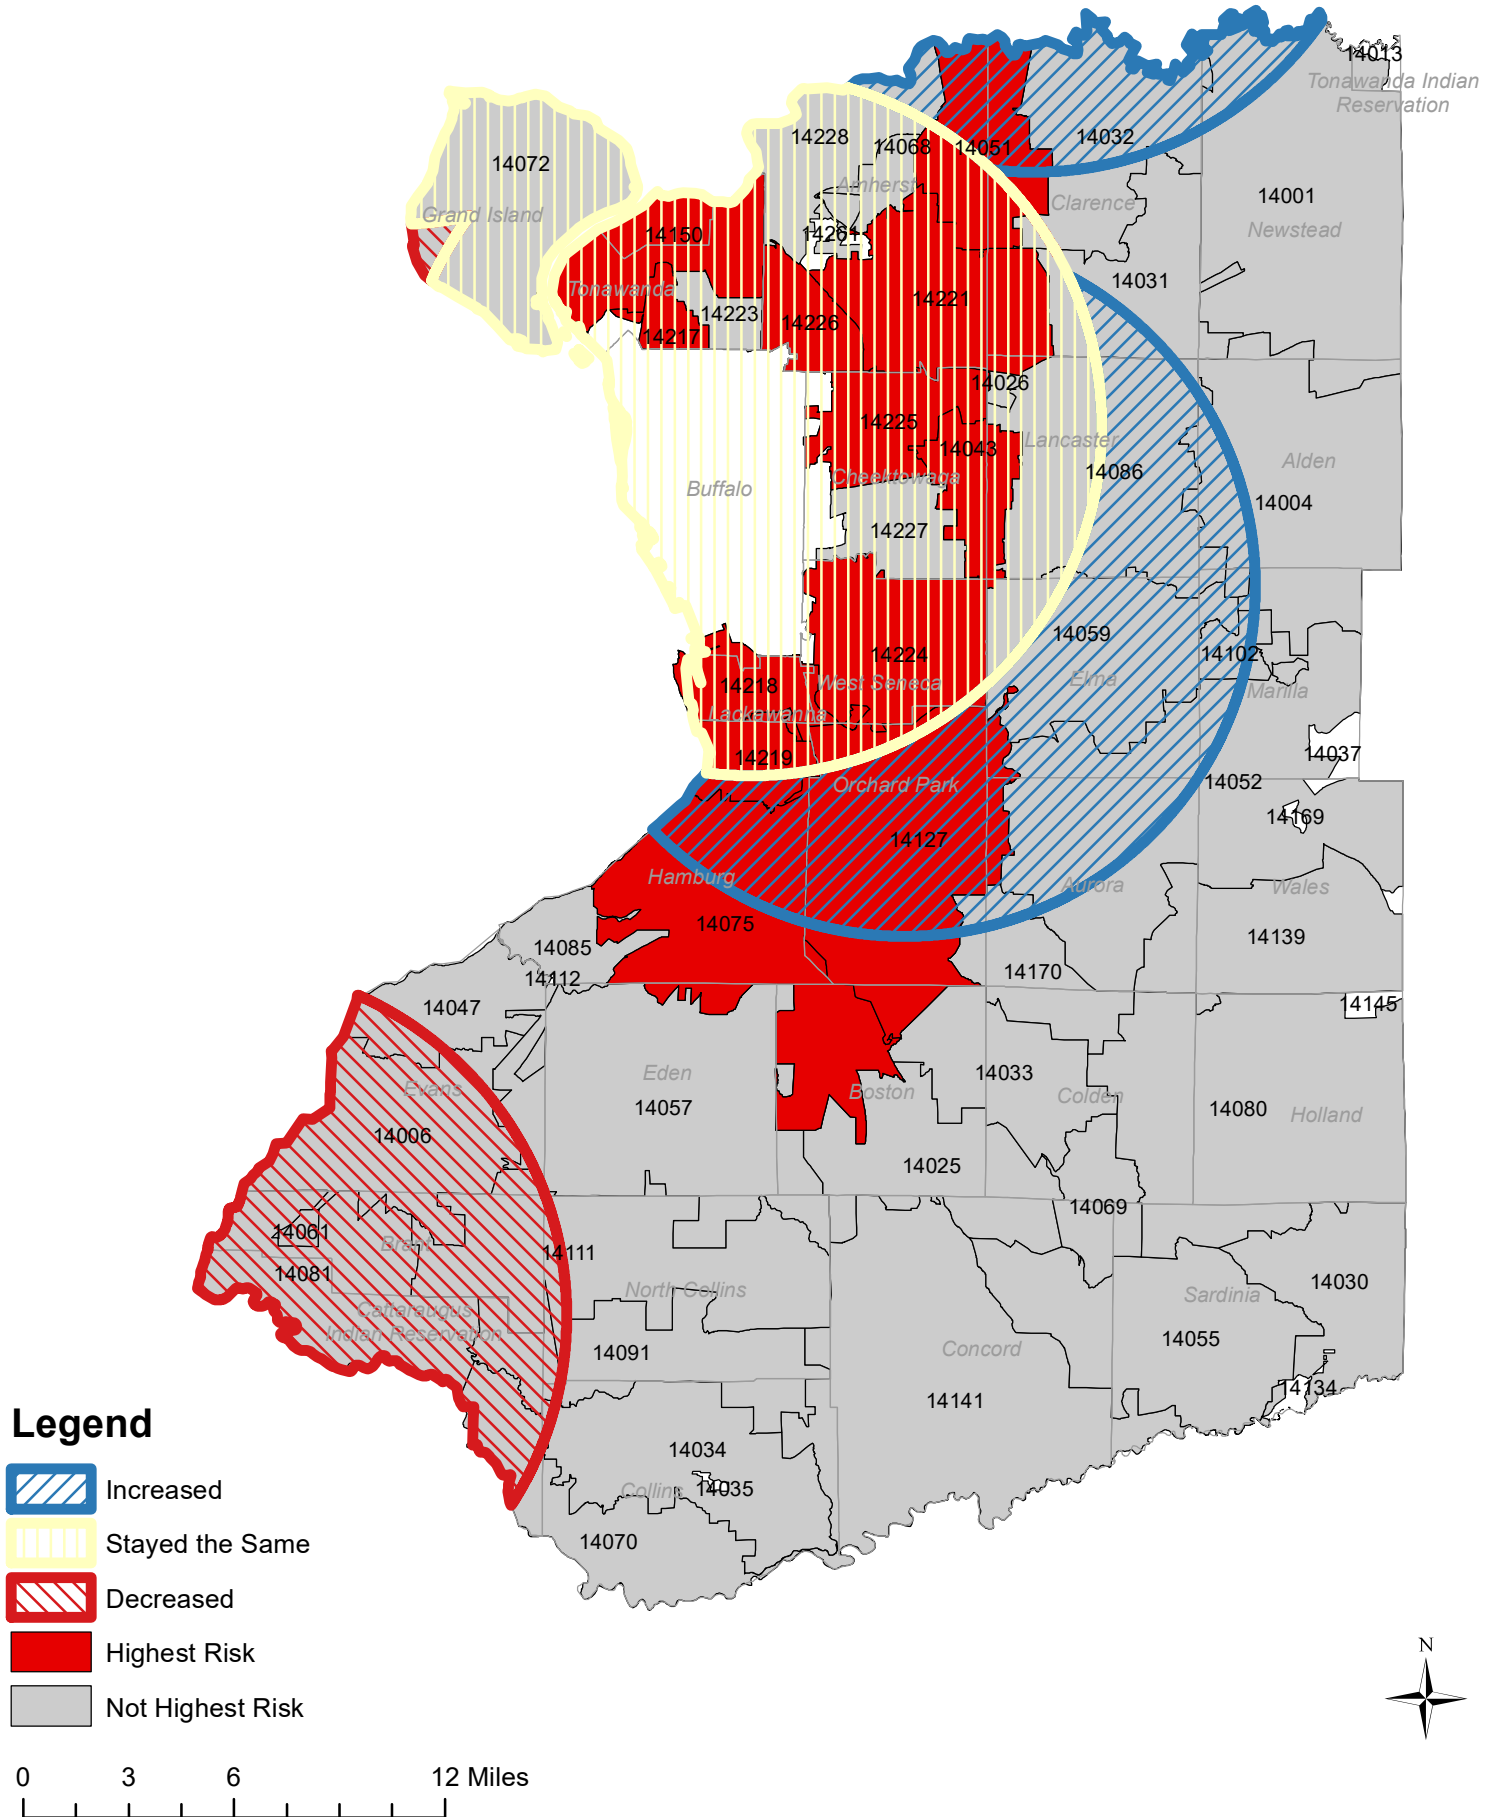 14013
Tonawanda Indian
Reservation
14228
14068
14051
14032
14072
Amherst
Clarence
14001
Grand Island
Newstead
14150
14261
14031
Tonawanda
14221
14223
14226
14217
14026
14225
14043
Lancaster
Alden
14086
Cheektowaga
Buffalo
14004
14227
14059
14102
14224
Elma
West Seneca
14218
Marilla
Lackawanna
14219
14037
Orchard Park
14052
14169
14127
Hamburg
Aurora
Wales
14075
14085
14139
14112
14170
14047
14145
Eden
14033
Evans
Boston
Colden
14057
14080
Holland
14006
14025
14069
14061
Brant
14111
14081
North Collins
Sardinia
14030
Cattaraugus
Indian Reservation
14055
14091
Concord
14134
14141
14034
Collins
14035
14070
Legend
Increased
Stayed the Same
Decreased
Highest Risk
Not Highest Risk
N
0 3 6 12 Miles